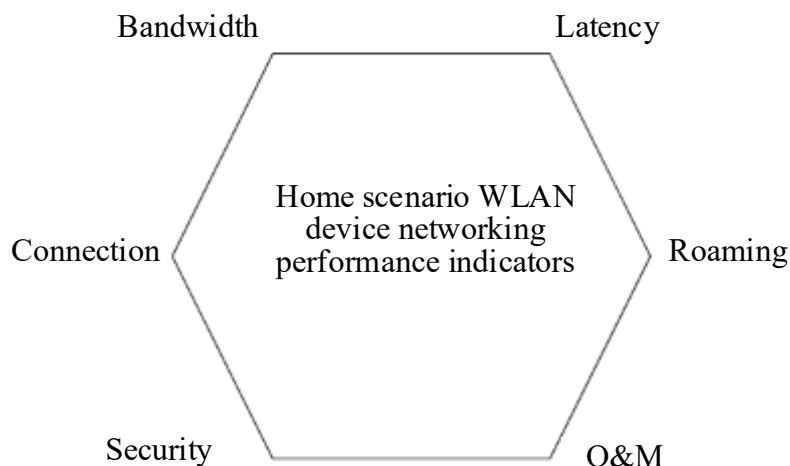 Bandwidth
Latency
Home scenario WLAN
device networking
performance indicators
Connection
Roaming
Security
O&M